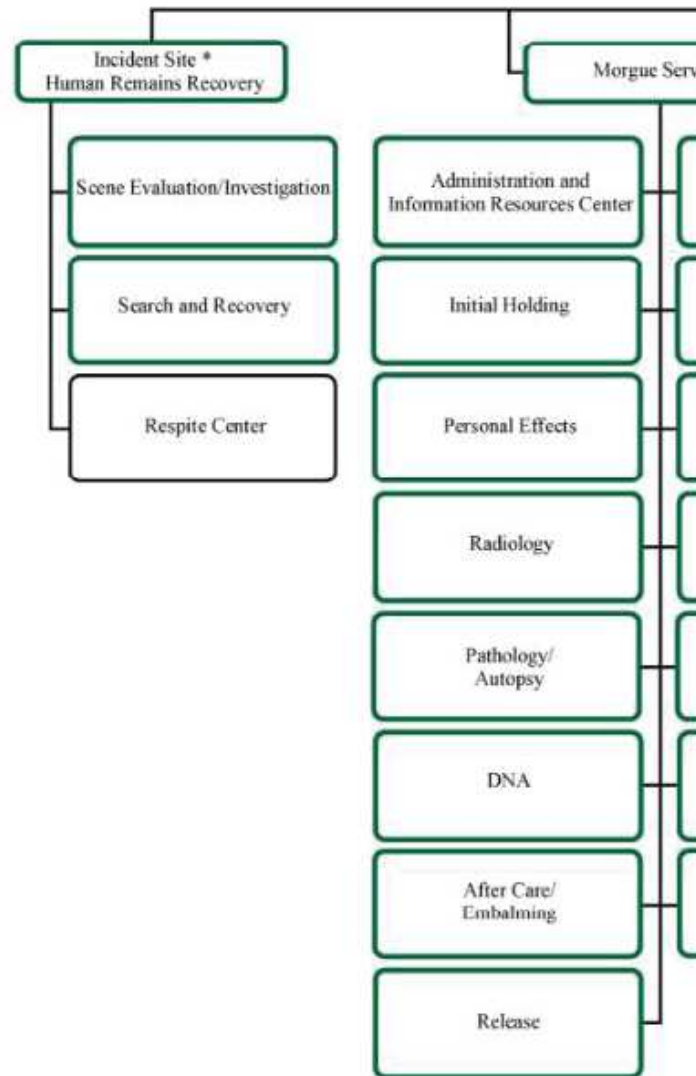 Incident Site *
Human Remains Recovery
Scene Evaluation/Investigation
Search and Recovery
Respite Center
Morgue
Administration and
Information Resources Center
Initial Holding
Personal Effects
Radiology
Pathology/
Autopsy
DNA
After Care/
Embalming
Release